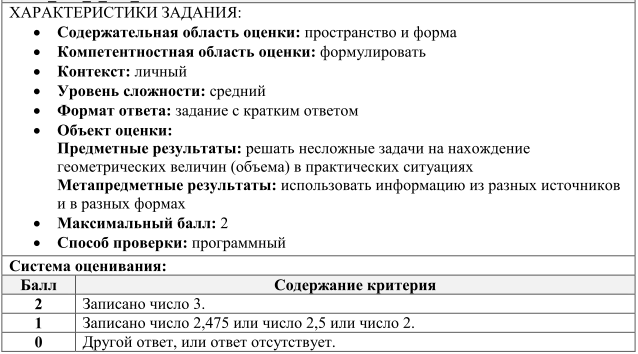 ХАРАКТЕРИСТИКИ ЗАДАНИЯ:
• Содержательная область оценки: пространство и форма
• Компетентностная область оценки: формулировать
• Контекст: личный
• Уровень сложности: средний
• Формат ответа: задание с кратким ответом
• Объект оценки:
Предметные результаты: решать несложные задачи на нахождение
геометрических величин (объема) в практических ситуациях
Метапредметные результаты: использовать информацию из разных источников
и в разных формах
• Максимальный балл: 2
• Способ проверки: программный
Система оценивания:
Балл Содержание критерия
2 Записано число 3.
1 Записано число 2,475 или число 2,5 или число 2.
0 Другой ответ, или ответ отсутствует.